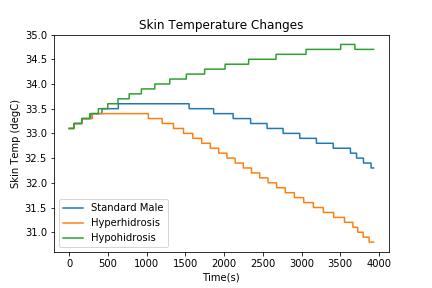 Skin Temperature Changes
35.0
34.5
34.0
33.5
33.0
32.5
32.0
31.5
31.0
Skin Temp (degC)
Standard Male
Hyperhidrosis
Hypohidrosis
0 500 1000 1500 2000 2500 3000 3500 4000
Time(s)